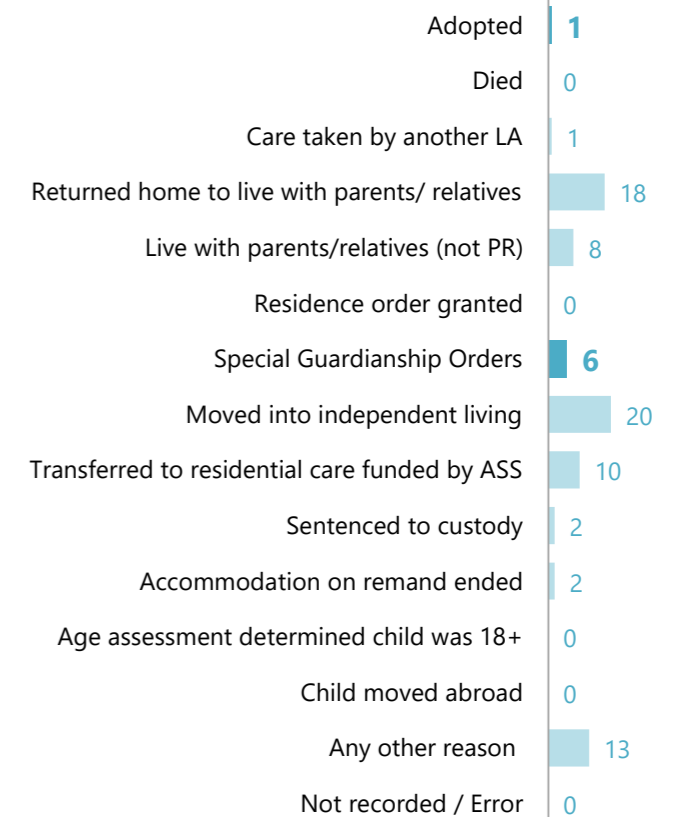 Adopted 1
Died 0
Care taken by another LA 1
Returned home to live with parents/ relatives 18
Live with parents/relatives (not PR) 8
Residence order granted 0
Special Guardianship Orders 6
Moved into independent living 20
Transferred to residential care funded by ASS 10
Sentenced to custody 2
Accommodation on remand ended 2
Age assessment determined child was 18+ 0
Child moved abroad 0
Any other reason 13
Not recorded / Error 0